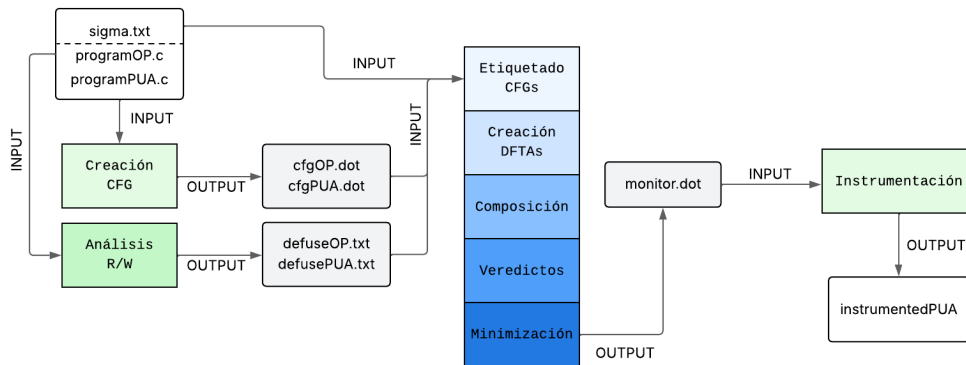 sigma.txt
programOP.c
programPUA.c
INPUT
INPUT
INPUT
Creación
CFG
OUTPUT
cfgOP.dot
cfgPUA.dot
Análisis
R/W
OUTPUT
defuseOP.txt
defusePUA.txt
INPUT
Etiquetado
CFGs
Creación
DFTAs
Composición
Veredictos
Minimización
OUTPUT
monitor.dot
INPUT
Instrumentación
OUTPUT
instrumentedPUA